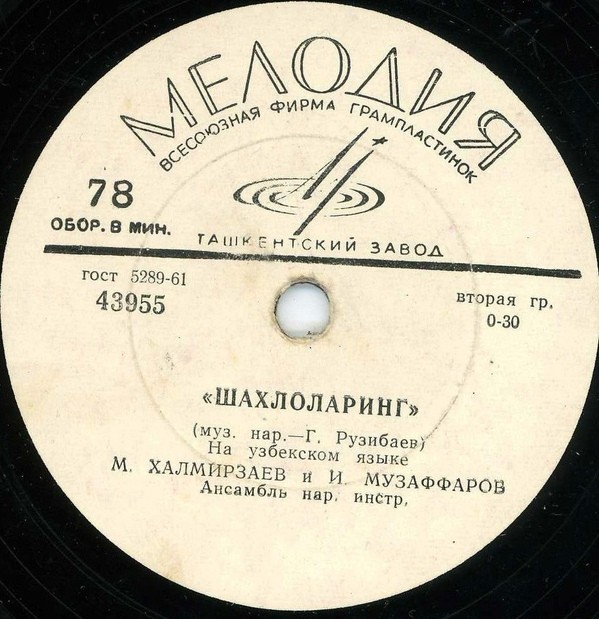 МЕЛОДИЯ
ВСЕСОЮЗНАЯ ФИРМА ГРАМПЛАСТИНОК
78
ОБОР. В МИН.
ТАШКЕНТСКИЙ ЗАВОД
гост 5289-61
43955
вторая гр.
0-30
«ШАХЛОЛАРИНГ»
(муз. нар.—Г. Рузибаев)
На узбекском языке
М. ХАЛМИРЗАЕВ и И. МУЗАФФАРОВ
Ансамбль нар. инстр.